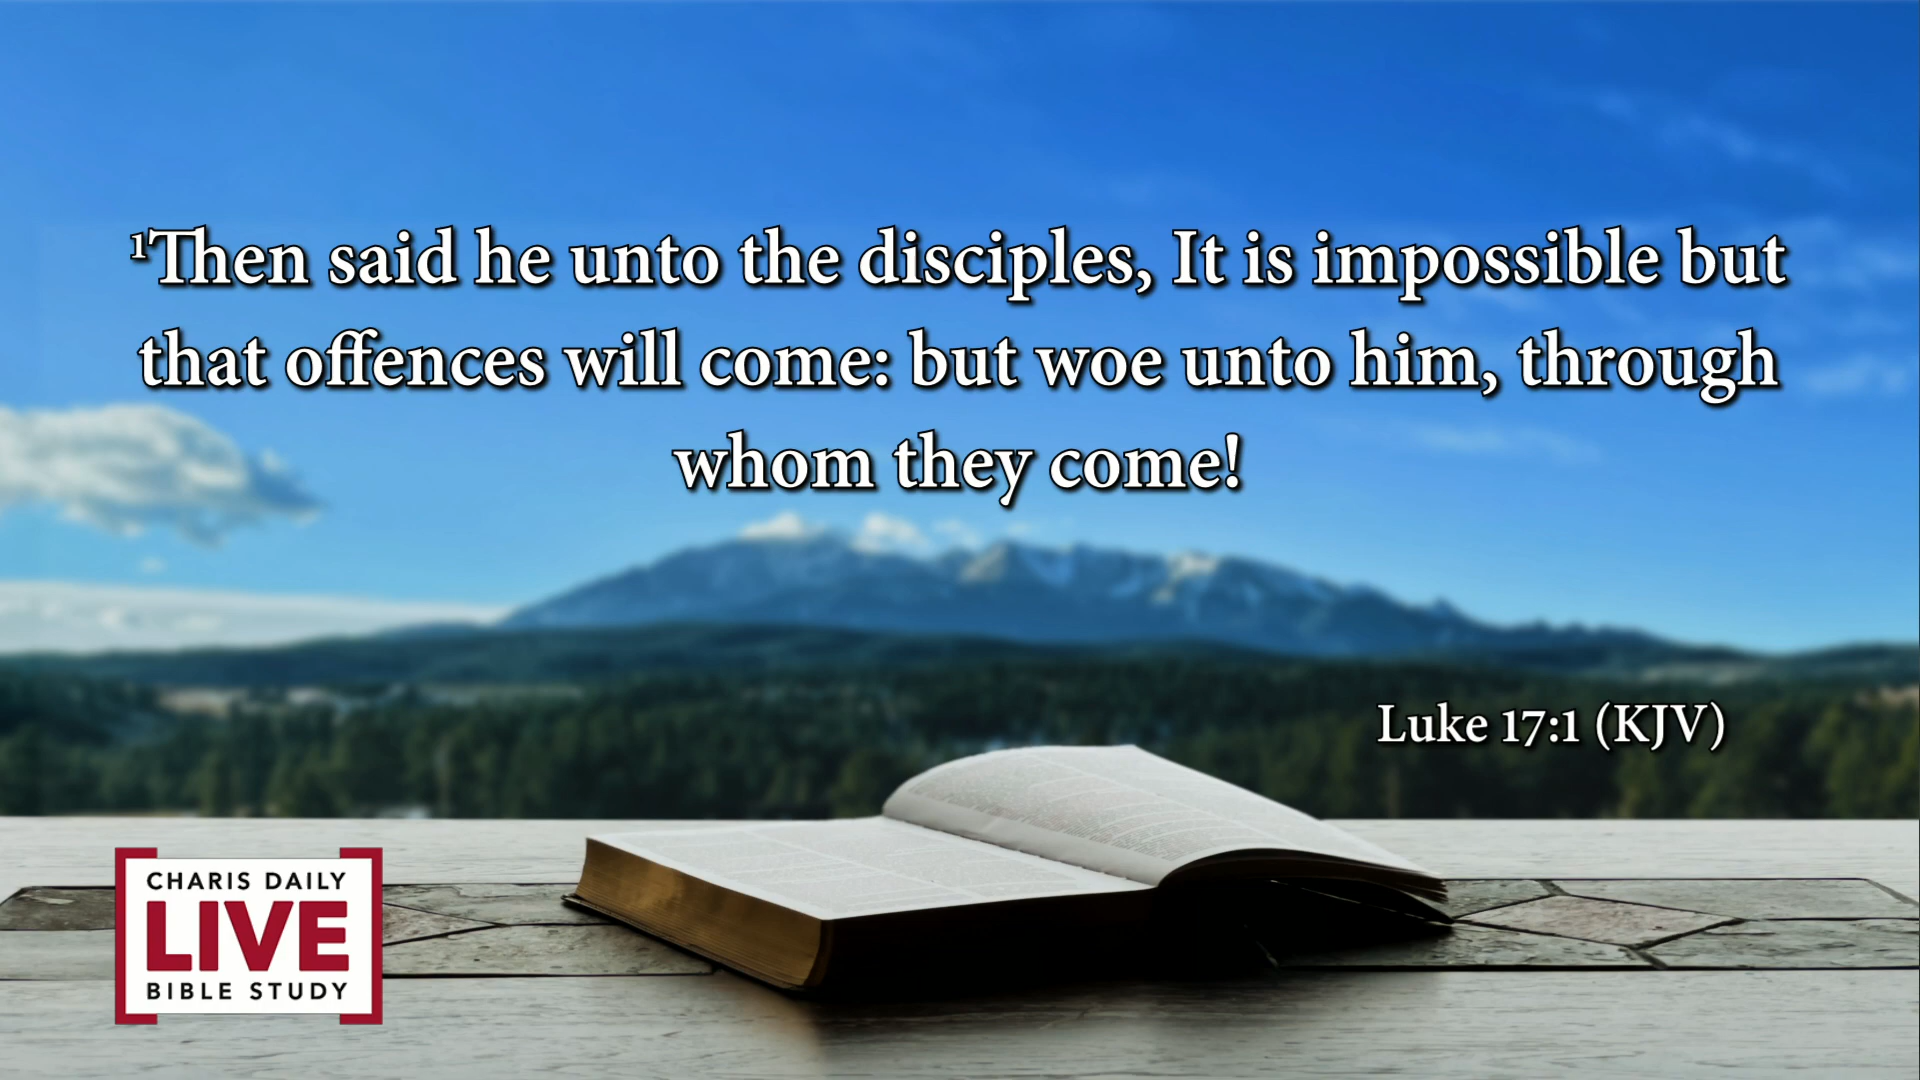 ¹Then said he unto the disciples, It is impossible but
that offences will come: but woe unto him, through
whom they come!
Luke 17:1 (KJV)
CHARIS DAILY
LIVE
BIBLE STUDY